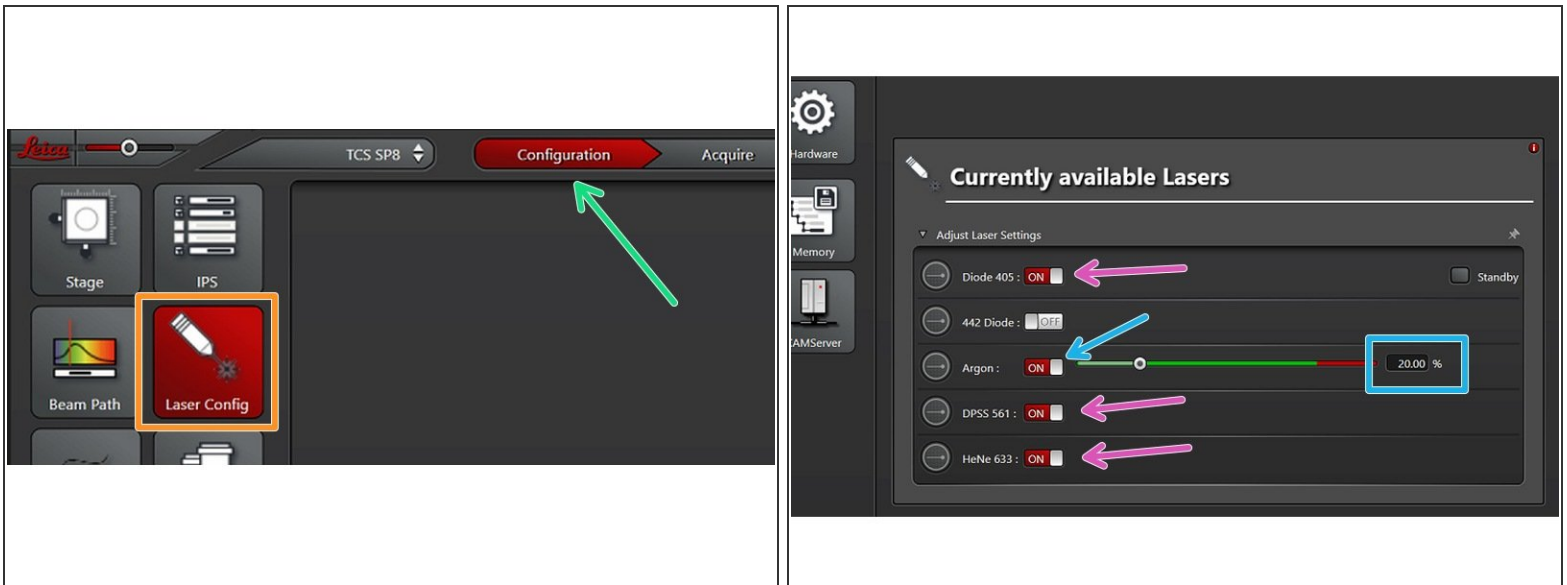 Leica
TCS SP8
Configuration
Acquire
Stage
IPS
Beam Path
Laser Config
Hardware
Memory
CAMServer
Currently available Lasers
Adjust Laser Settings
Diode 405 : ON
Standby
442 Diode : OFF
Argon : ON
20.00 %
DPSS 561 : ON
HeNe 633 : ON